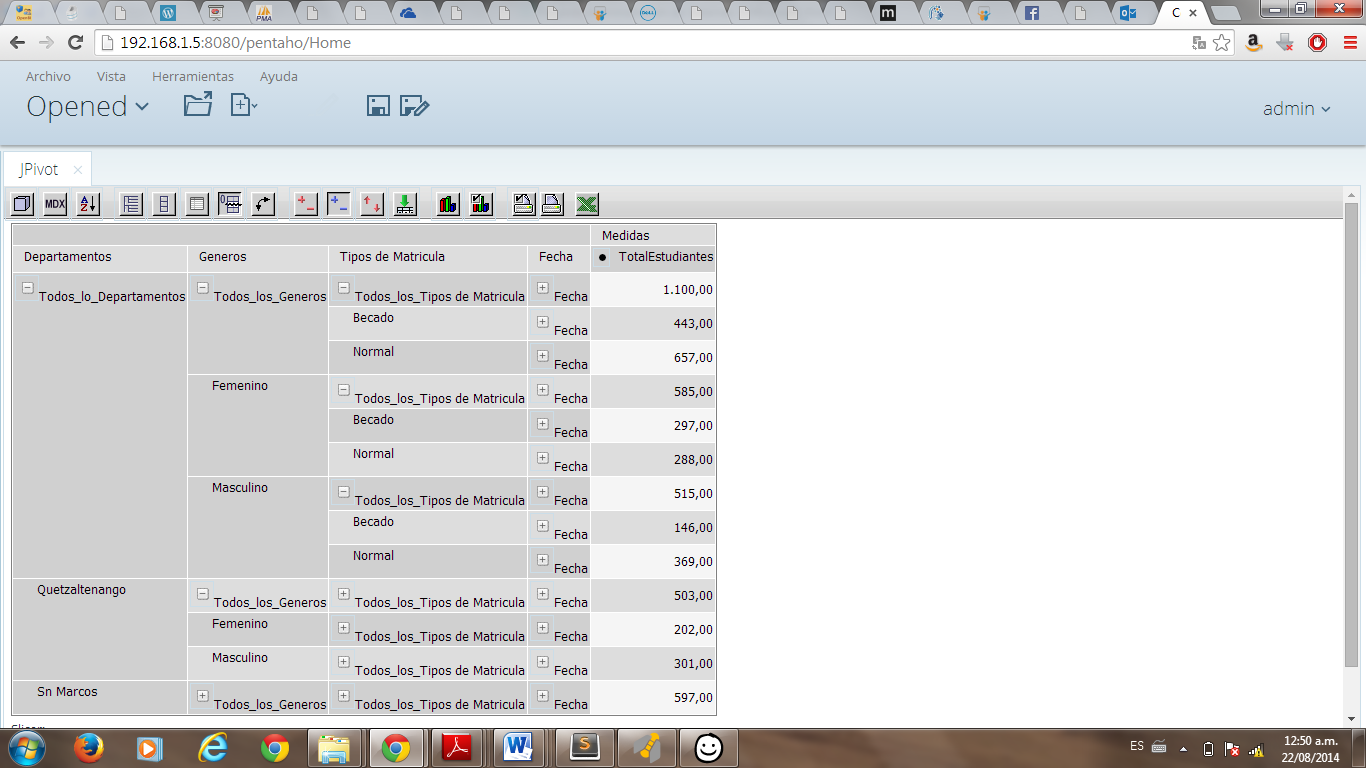 192.168.1.5:8080/pentaho/Home
Archivo Vista Herramientas Ayuda
Opened
admin
JPivot
MDX
Medidas
Departamentos Generos Tipos de Matricula Fecha TotalEstudiantes
Todos_lo_Departamentos Todos_los_Generos Todos_los_Tipos de Matricula Fecha 1.100,00
Becado Fecha 443,00
Normal Fecha 657,00
Femenino Todos_los_Tipos de Matricula Fecha 585,00
Becado Fecha 297,00
Normal Fecha 288,00
Masculino Todos_los_Tipos de Matricula Fecha 515,00
Becado Fecha 146,00
Normal Fecha 369,00
Quetzaltenango Todos_los_Generos Todos_los_Tipos de Matricula Fecha 503,00
Femenino Todos_los_Tipos de Matricula Fecha 202,00
Masculino Todos_los_Tipos de Matricula Fecha 301,00
Sn Marcos Todos_los_Generos Todos_los_Tipos de Matricula Fecha 597,00
ES 12:50 a.m.
22/08/2014